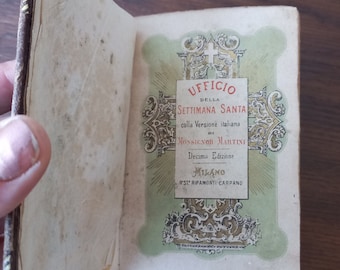 UFFICIO
DELLA
SETTIMANA SANTA
colla Versione italiana
di
MONSIGNOR MARTINI
Decima Edizione
MILANO